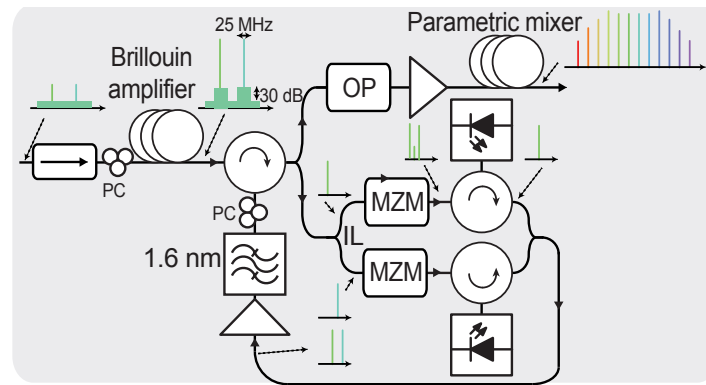 25 MHz
Parametric mixer
Brillouin
amplifier
30 dB
OP
PC
MZM
PC
IL
1.6 nm
MZM